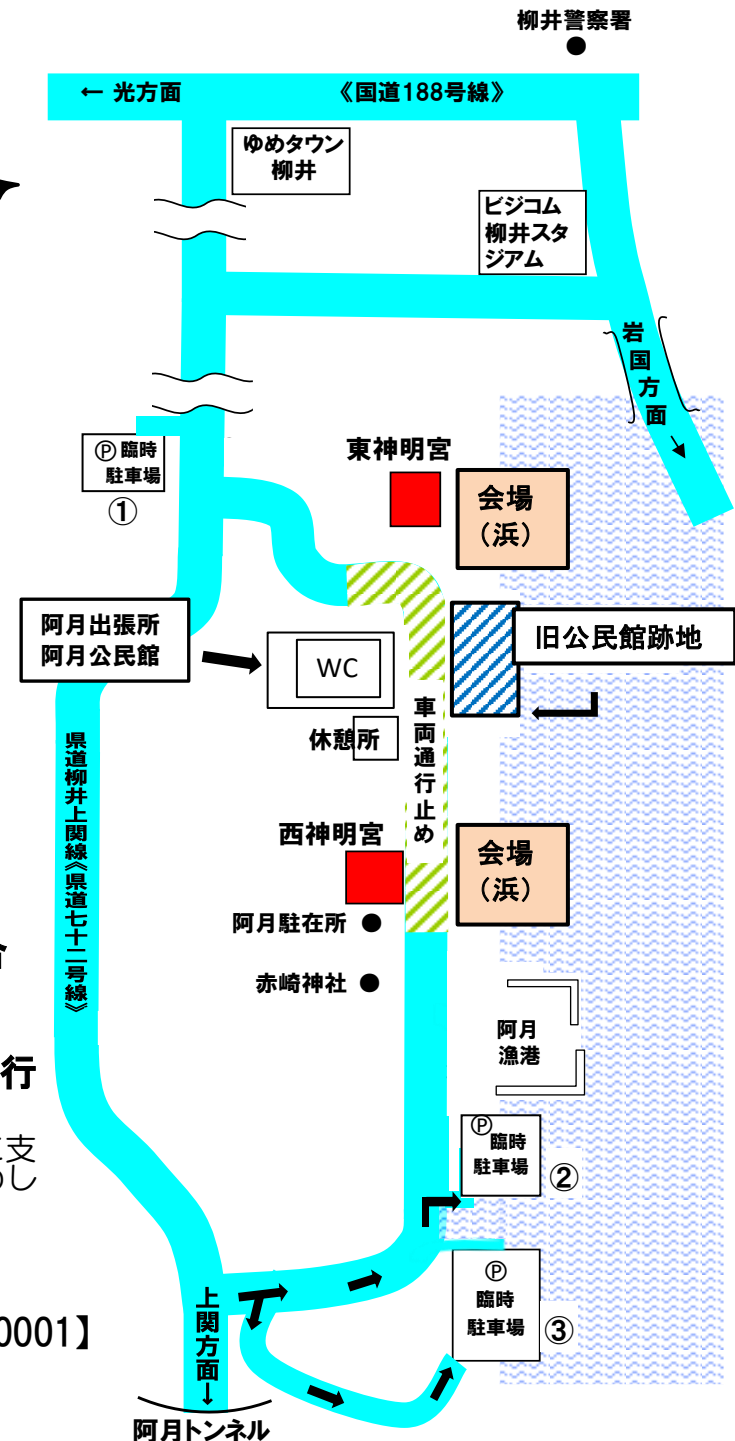 柳井警察署
← 光方面
《国道188号線》
ゆめタウン
柳井
ビジコム
柳井スタ
ジアム
岩国方面→
Ⓟ臨時
駐車場
①
東神明宮
会場
（浜）
阿月出張所
阿月公民館
WC
旧公民館跡地
休憩所
車両通行止め
県道柳井上関線《県道七十二号線》
西神明宮
会場
（浜）
阿月駐在所
赤崎神社
阿月
漁港
行
支
し
Ⓟ
臨時
駐車場
②
Ⓟ
臨時
駐車場
③
上関方面→
0001】
阿月トンネル